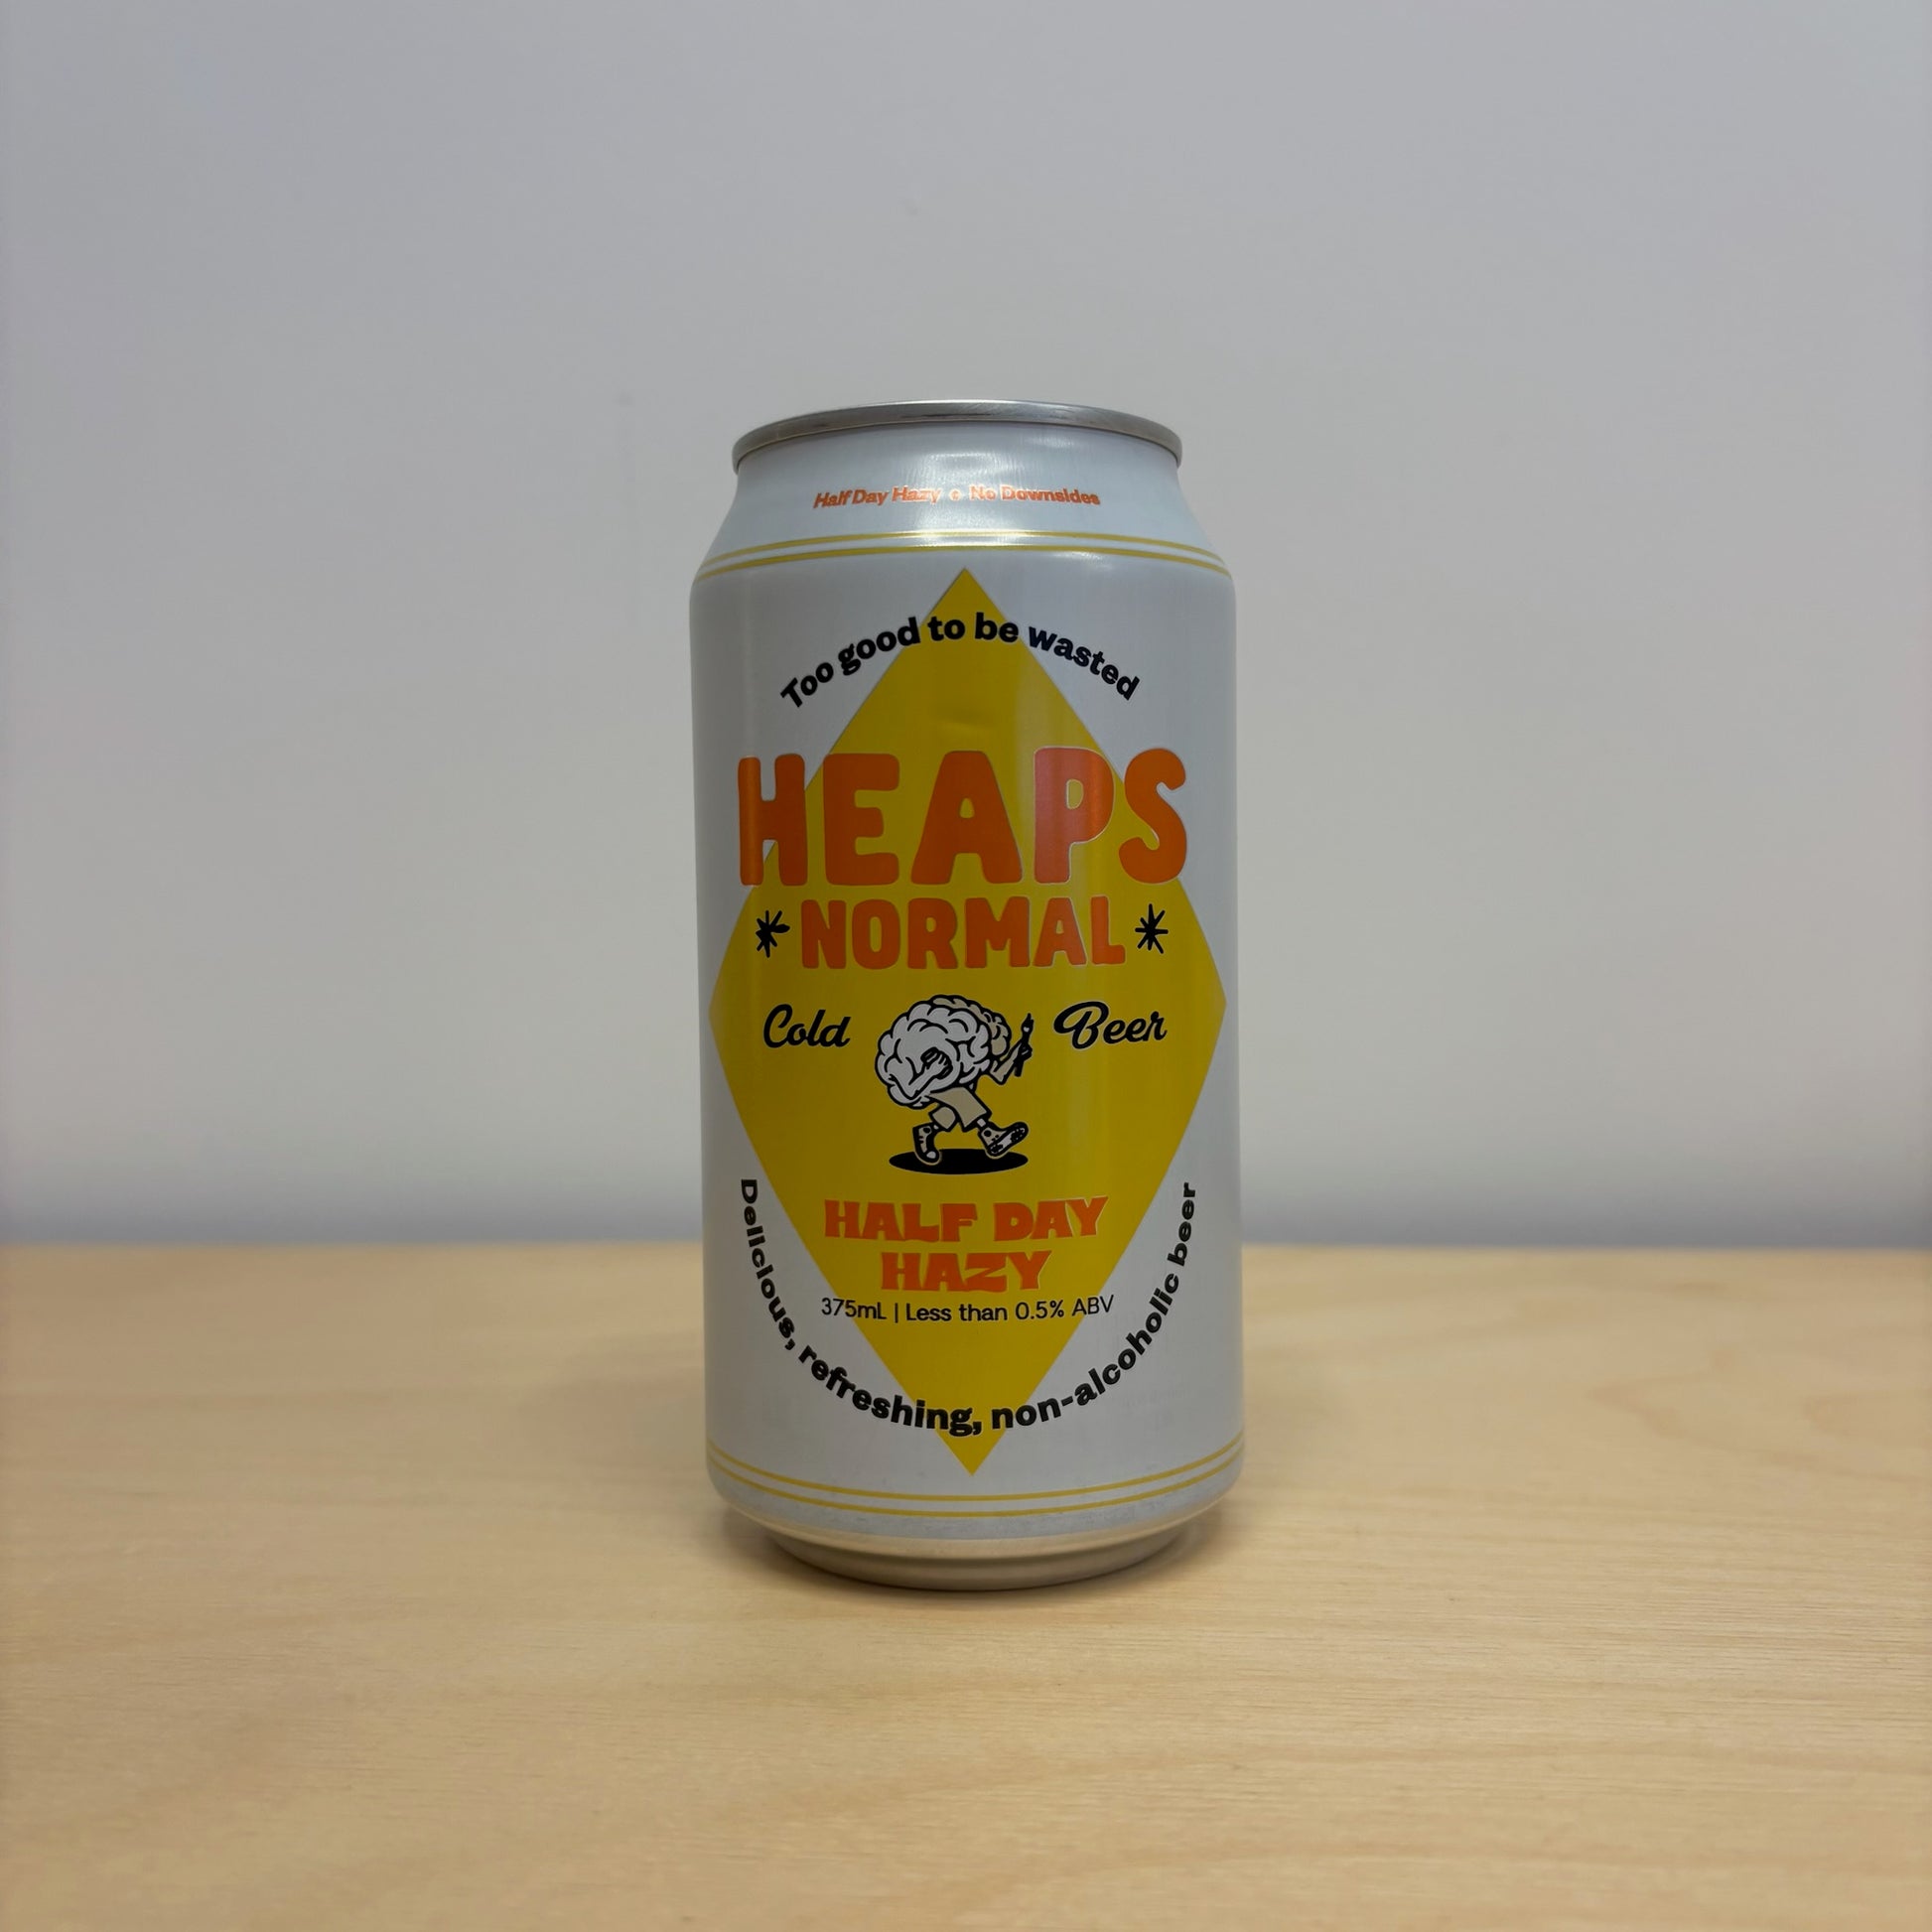 Half Day Hazy • No Downsides
Too good to be wasted
HEAPS
NORMAL
Cold Beer
HALF DAY
HAZY
375mL | Less than 0.5% ABV
Delicious, refreshing, non-alcoholic beer